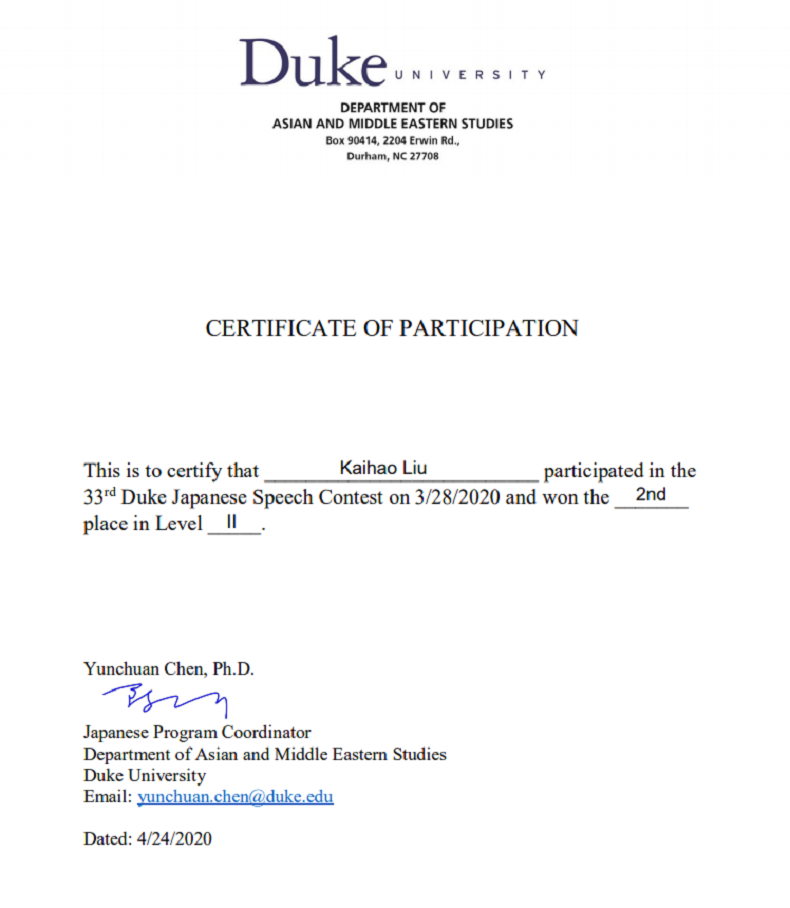 Duke UNIVERSITY
DEPARTMENT OF
ASIAN AND MIDDLE EASTERN STUDIES
Box 90414, 2204 Erwin Rd.,
Durham, NC 27708
CERTIFICATE OF PARTICIPATION
This is to certify that Kaihao Liu participated in the
33rd Duke Japanese Speech Contest on 3/28/2020 and won the 2nd
place in Level II.
Yunchuan Chen, Ph.D.
Japanese Program Coordinator
Department of Asian and Middle Eastern Studies
Duke University
Email: yunchuan.chen@duke.edu
Dated: 4/24/2020